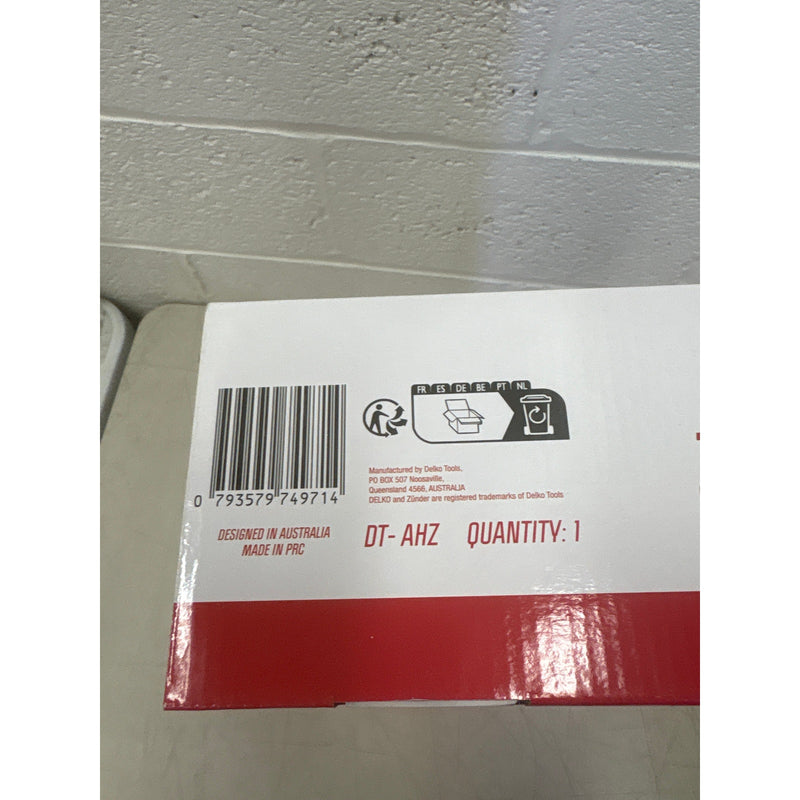 FR ES DE BE PT NL
Manufactured by Delko Tools,
PO BOX 507 Noosaville,
Queensland 4566, AUSTRALIA
DELKO and Zünder are registered trademarks of Delko Tools
0 793579 749714
DESIGNED IN AUSTRALIA
MADE IN PRC
DT- AHZ QUANTITY: 1